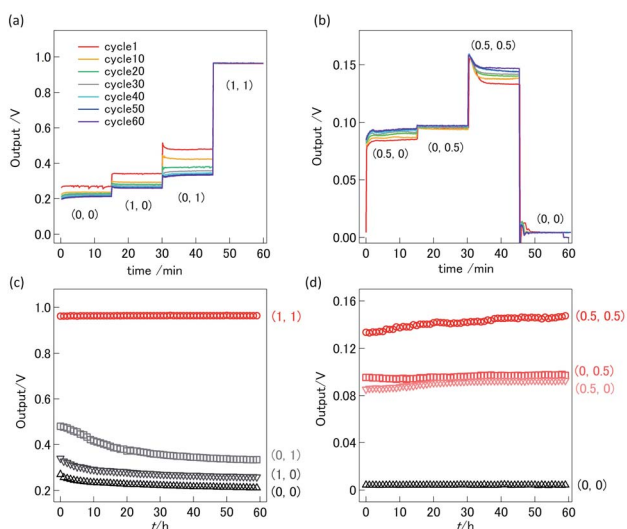 (a)
1.0
0.8
0.6
0.4
0.2
0.0
Output /V
cycle1
cycle10
cycle20
cycle30
cycle40
cycle50
cycle60
(0, 0)
(1, 0)
(0, 1)
(1, 1)
0 10 20 30 40 50 60
time /min
(b)
0.15
0.10
0.05
0.00
Output /V
(0.5, 0)
(0, 0.5)
(0.5, 0.5)
(0, 0)
0 10 20 30 40 50 60
time /min
(c)
1.0
0.8
0.6
0.4
0.2
Output/V
(1, 1)
(0, 1)
(1, 0)
(0, 0)
0 10 20 30 40 50 60
t/h
(d)
0.16
0.12
0.08
0.04
0
Output/V
(0.5, 0.5)
(0, 0.5)
(0.5, 0)
(0, 0)
0 10 20 30 40 50 60
t/h